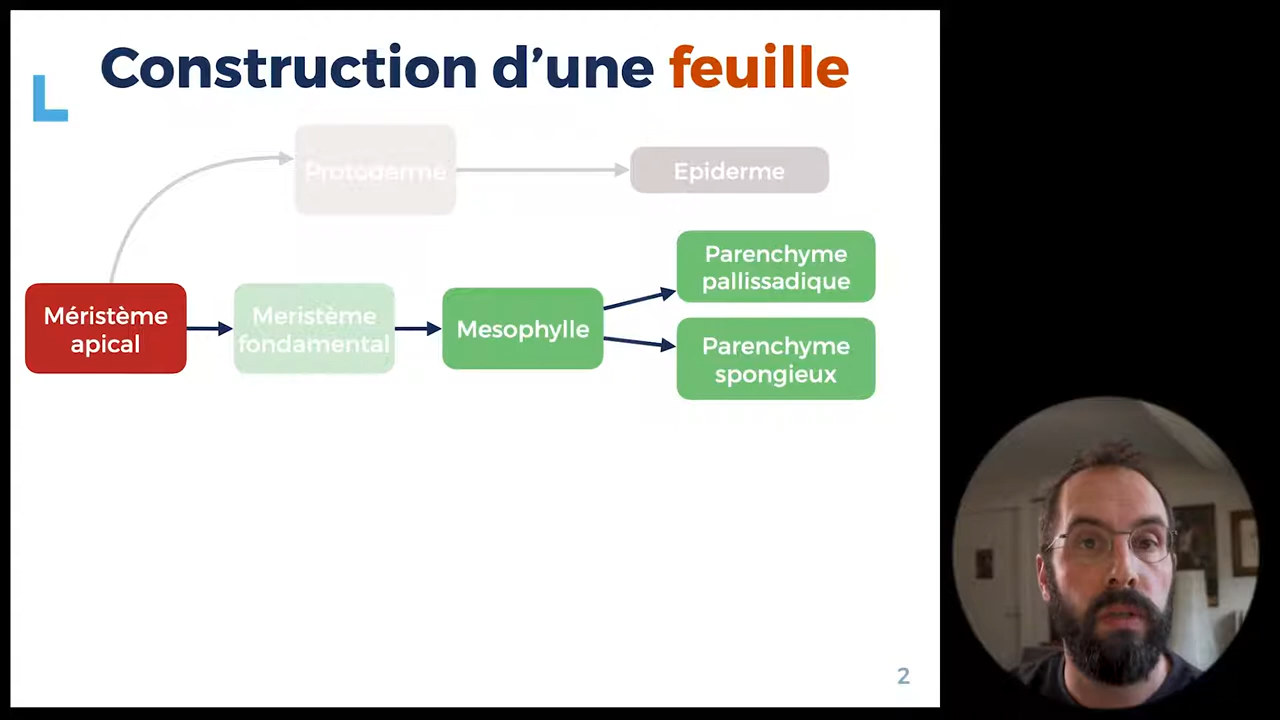 Construction d’une feuille
Protoderme
Epiderme
Méristème
apical
Meristème
fondamental
Mesophylle
Parenchyme
pallissadique
Parenchyme
spongieux
2